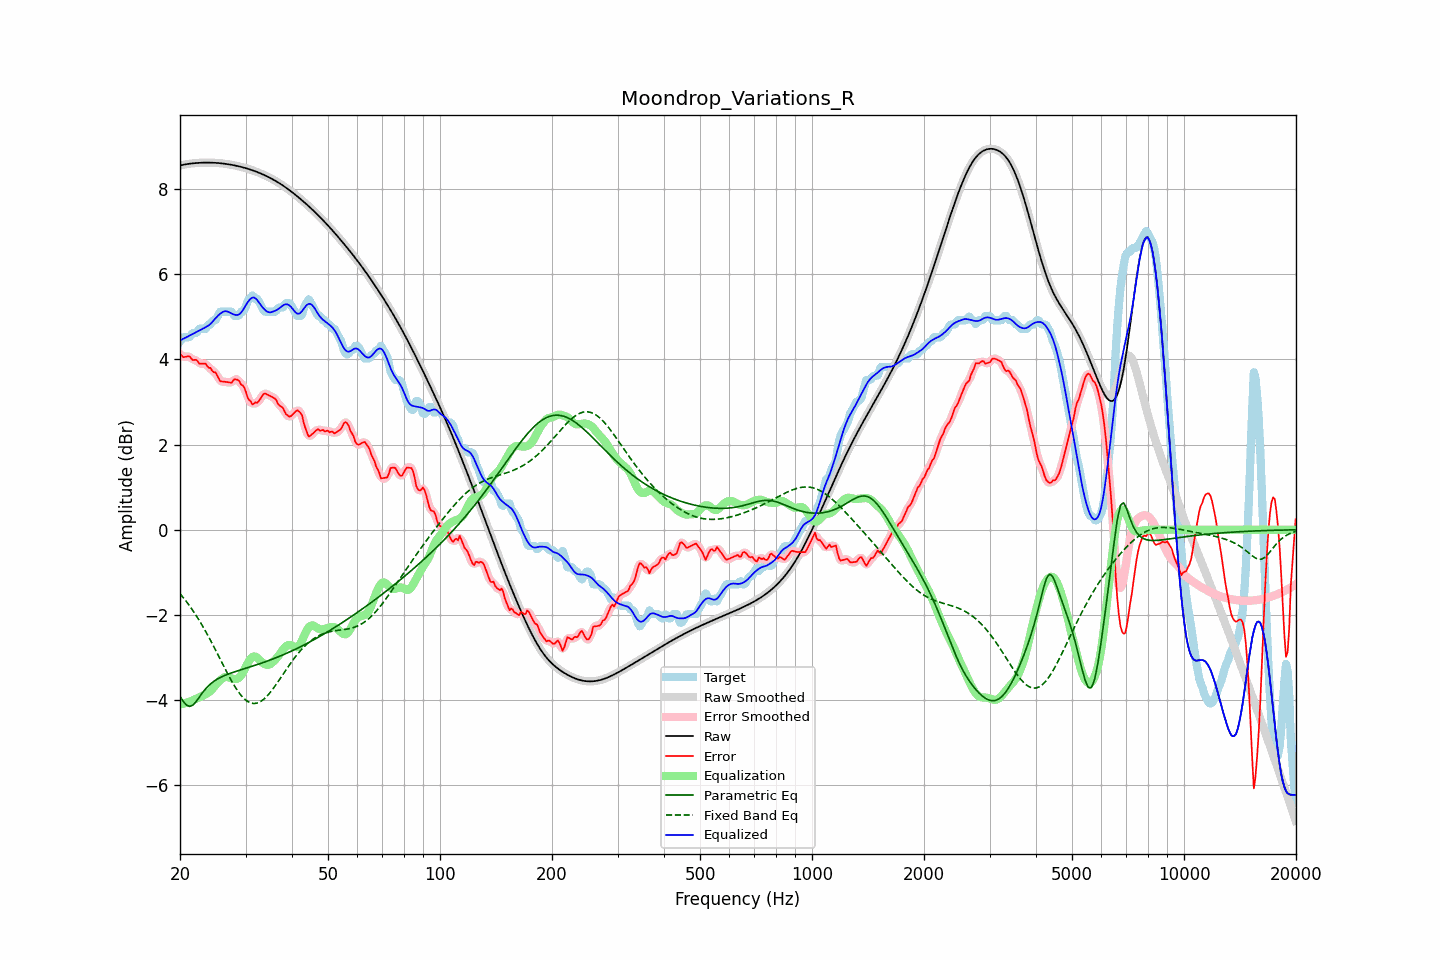 Moondrop_Variations_R
Amplitude (dBr)
8
6
4
2
0
−2
−4
−6
Target
Raw Smoothed
Error Smoothed
Raw
Error
Equalization
Parametric Eq
Fixed Band Eq
Equalized
20 50 100 200 500 1000 2000 5000 10000 20000
Frequency (Hz)